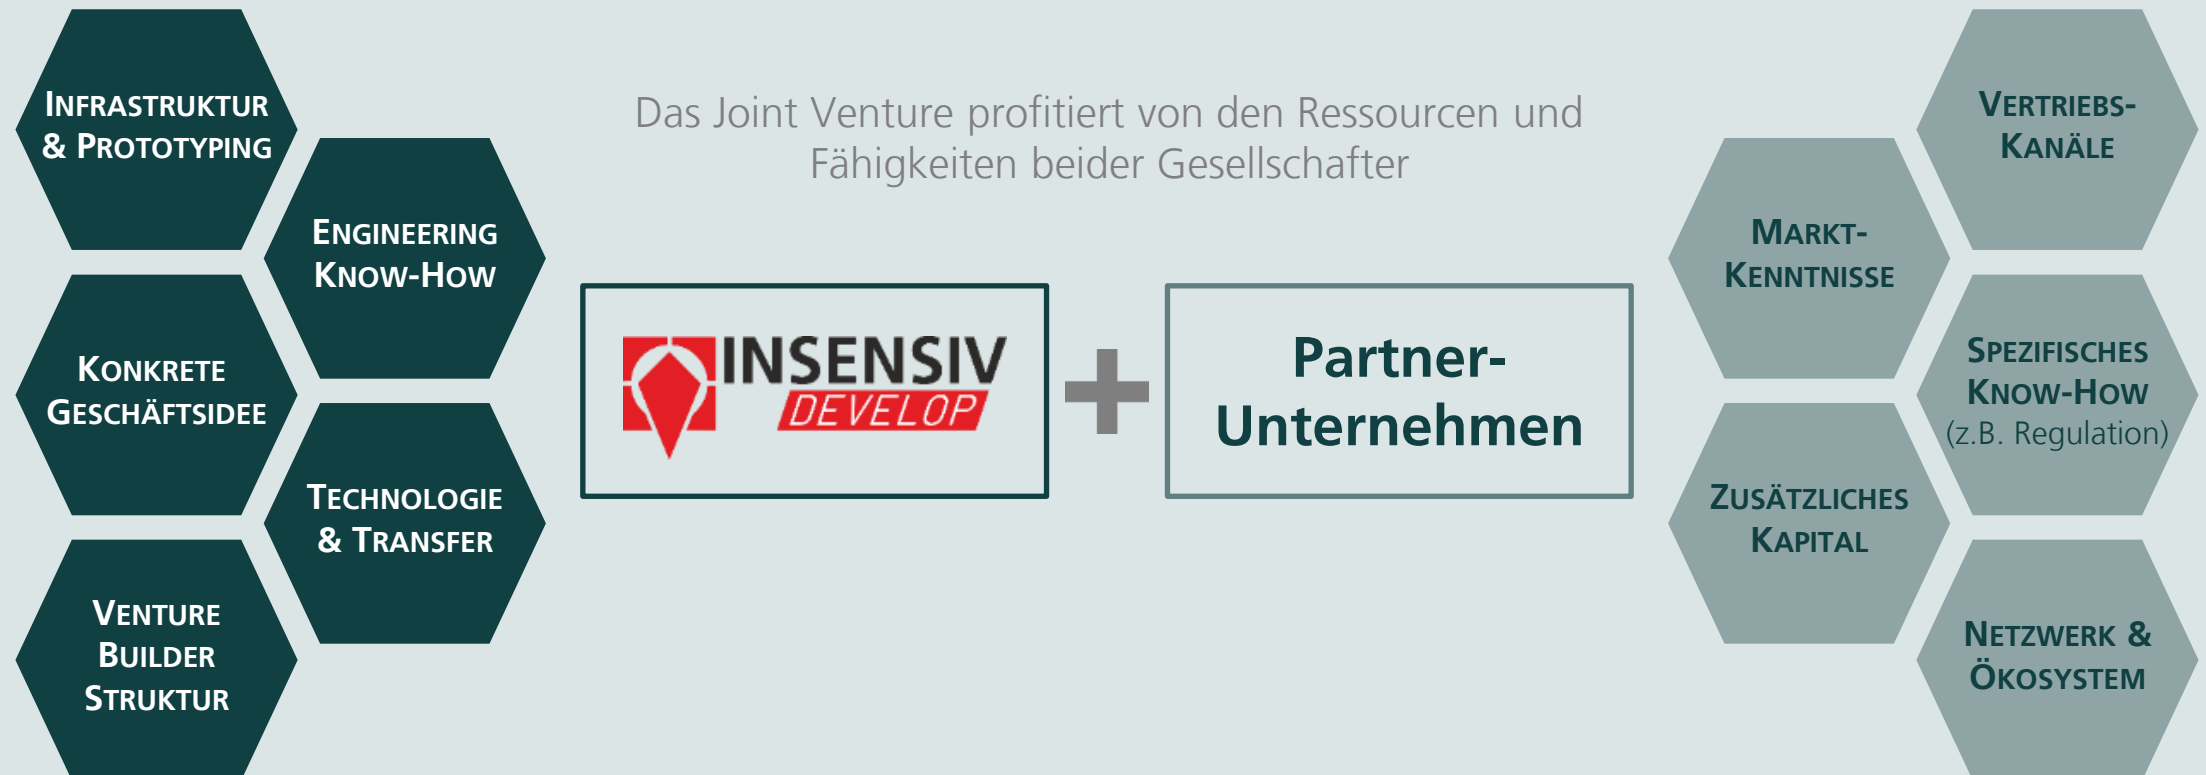 INFRASTRUKTUR
& PROTOTYPING
ENGINEERING
KNOW-HOW
KONKRETE
GESCHÄFTSIDEE
TECHNOLOGIE
& TRANSFER
VENTURE
BUILDER
STRUKTUR
Das Joint Venture profitiert von den Ressourcen und
Fähigkeiten beider Gesellschafter
INSENSIV
DEVELOP
Partner-
Unternehmen
VERTRIEBS-
KANÄLE
MARKT-
KENNTNISSE
SPEZIFISCHES
KNOW-HOW
(z.B. Regulation)
ZUSÄTZLICHES
KAPITAL
NETZWERK &
ÖKOSYSTEM